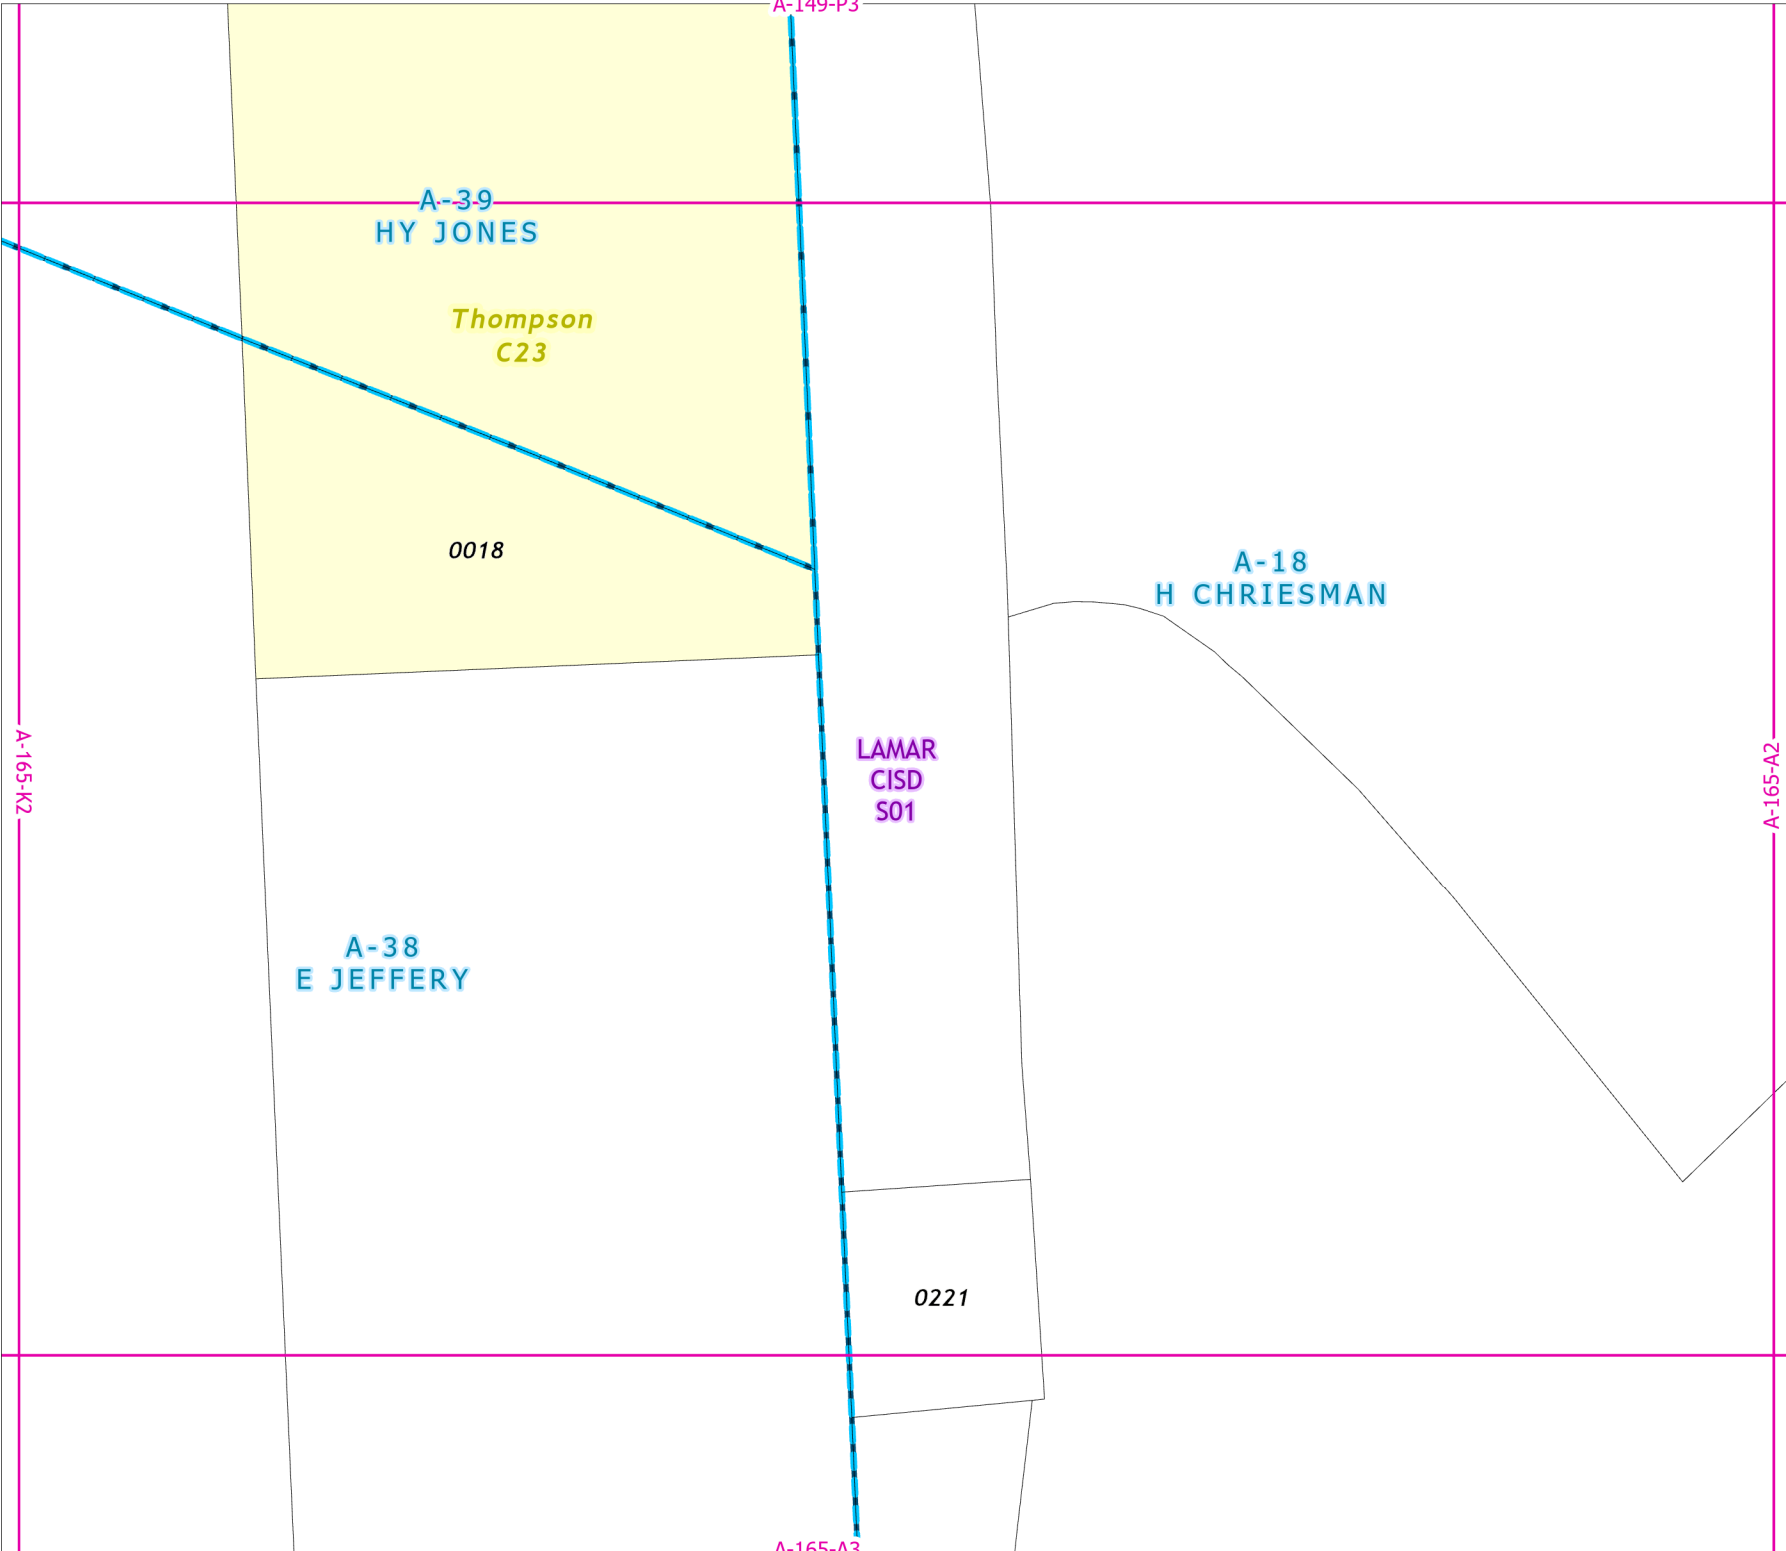 A-149-P3
A-39
HY JONES
Thompson
C23
0018
A-18
H CHRIESMAN
LAMAR
CISD
S01
A-165-K2
A-165-A2
A-38
E JEFFERY
0221
A-165-A3